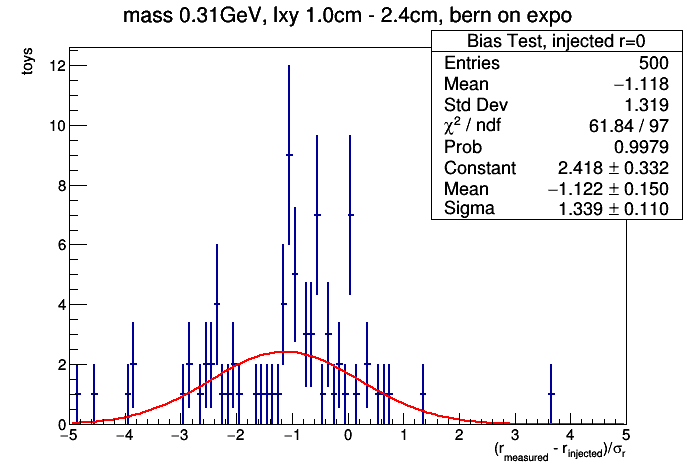 mass 0.31GeV, lxy 1.0cm - 2.4cm, bern on expo
toys
Bias Test, injected r=0
Entries 500
Mean −1.118
Std Dev 1.319
χ² / ndf 61.84 / 97
Prob 0.9979
Constant 2.418 ± 0.332
Mean −1.122 ± 0.150
Sigma 1.339 ± 0.110
12
10
8
6
4
2
0
−5 −4 −3 −2 −1 0 1 2 3 4 5
(r_measured - r_injected)/σ_r